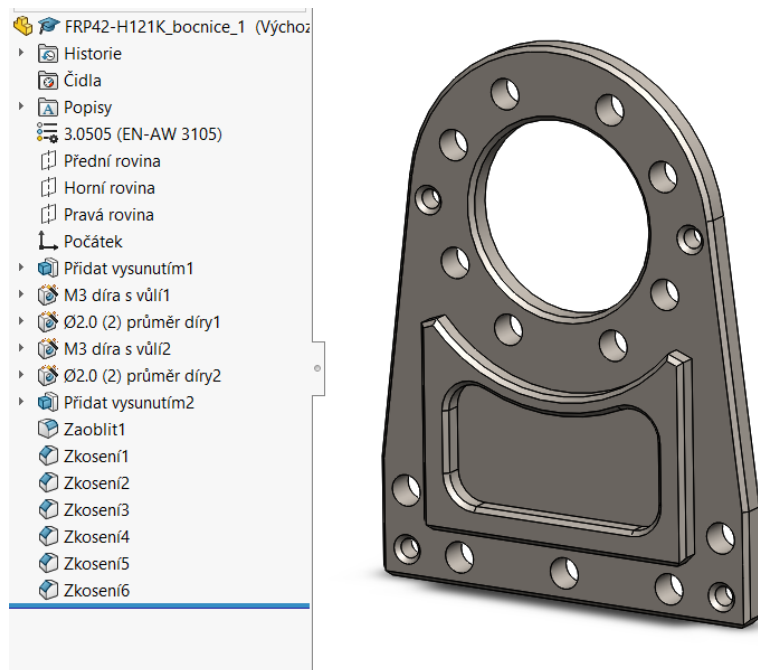 FRP42-H121K_bocnice_1 (Výchoz
Historie
Čidla
Popisy
3.0505 (EN-AW 3105)
Přední rovina
Horní rovina
Pravá rovina
Počátek
Přidat vysunutím1
M3 díra s vůlí1
Ø2.0 (2) průměr díry1
M3 díra s vůlí2
Ø2.0 (2) průměr díry2
Přidat vysunutím2
Zaoblit1
Zkosení1
Zkosení2
Zkosení3
Zkosení4
Zkosení5
Zkosení6